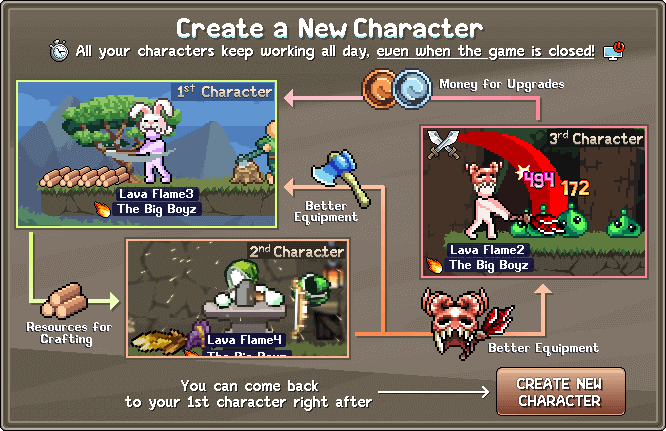 Create a New Character
All your characters keep working all day, even when the game is closed!
1st Character
Money for Upgrades
3rd Character
494
172
Lava Flame3
The Big Boyz
Better
Equipment
Lava Flame2
The Big Boyz
2nd Character
Resources for
Crafting
Lava Flame4
The Big Boyz
Better Equipment
You can come back
to your 1st character right after
CREATE NEW
CHARACTER